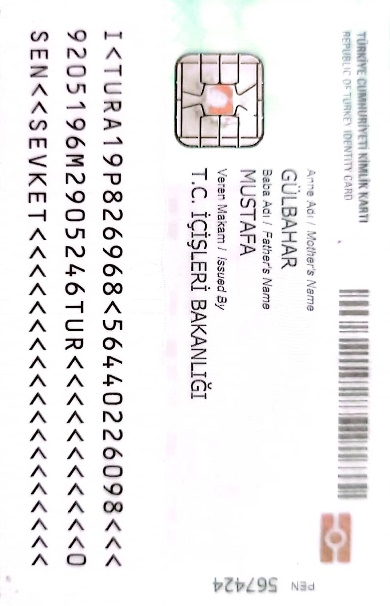 TÜRKİYE CUMHURİYETİ KİMLİK KARTI
REPUBLIC OF TURKEY IDENTITY CARD
Anne Adı / Mother's Name
GÜLBAHAR
Baba Adı / Father's Name
MUSTAFA
Veren Makam / Issued By
T.C. İÇİŞLERİ BAKANLIĞI
PEN 567424
I<TURA19P826968<56440226098<<<
9205196M2905246TUR<<<<<<<<<<<0
SEN<<SEVKET<<<<<<<<<<<<<<<<<<<